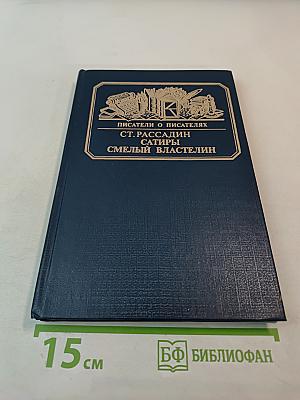 ПИСАТЕЛИ О ПИСАТЕЛЯХ
СТ. РАССАДИН
САТИРЫ
СМЕЛЫЙ ВЛАСТЕЛИН
15 см
БФ БИБЛИОФАН